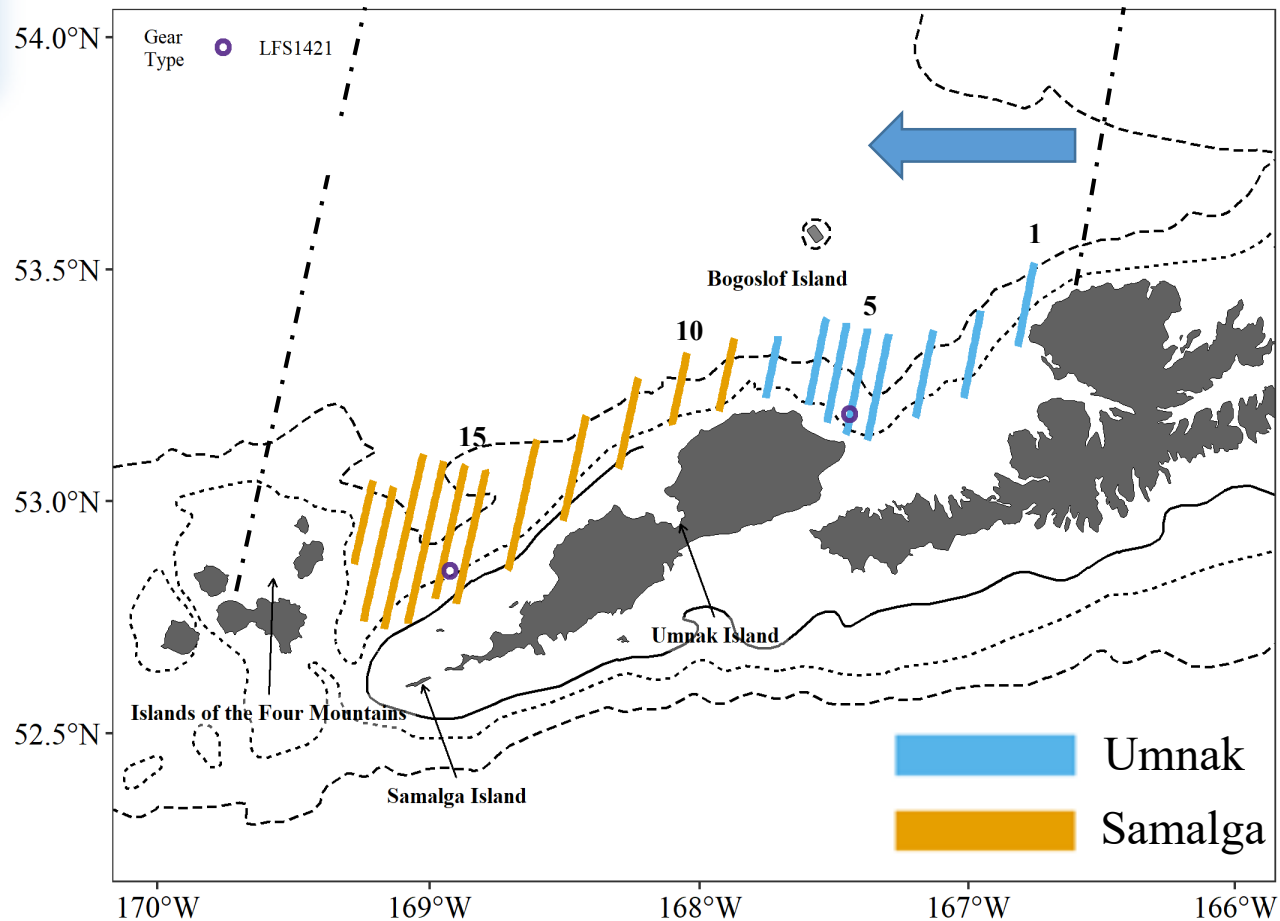 54.0°N
Gear
Type
LFS1421
1
53.5°N
Bogoslof Island
5
10
15
53.0°N
Umnak Island
Islands of the Four Mountains
52.5°N
Umnak
Samalga Island
Samalga
170°W
169°W
168°W
167°W
166°W